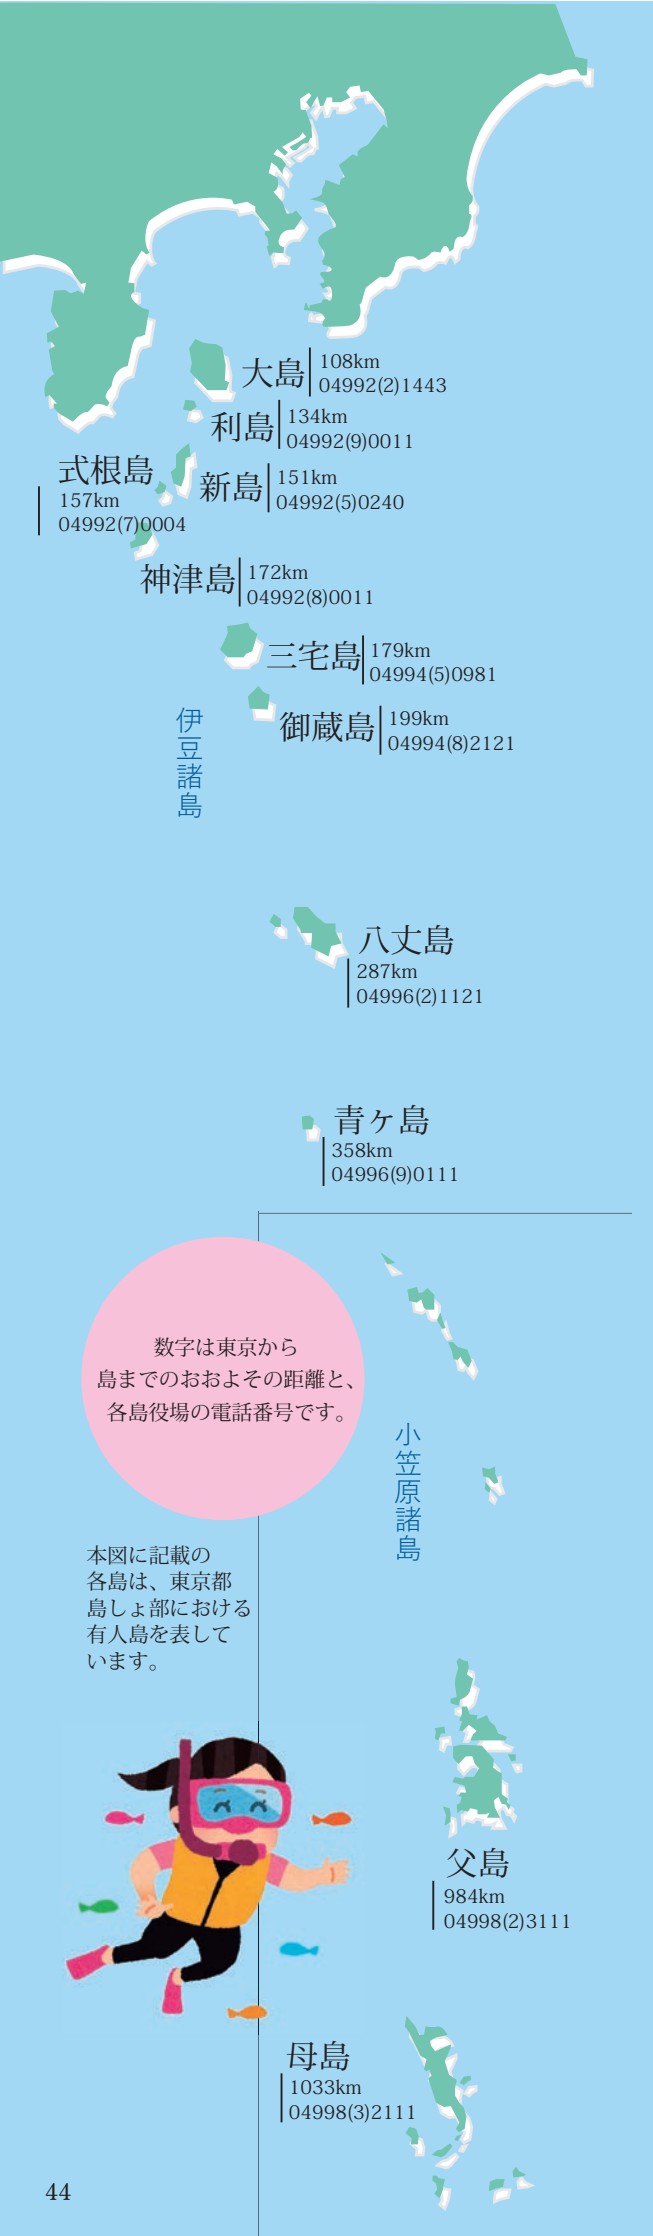 大島
108km
04992(2)1443
利島
134km
04992(9)0011
式根島
157km
04992(7)0004
新島
151km
04992(5)0240
神津島
172km
04992(8)0011
三宅島
179km
04994(5)0981
御蔵島
199km
04994(8)2121
伊豆諸島
八丈島
287km
04996(2)1121
青ヶ島
358km
04996(9)0111
数字は東京から
島までのおおよその距離と、
各島役場の電話番号です。
小笠原諸島
本図に記載の
各島は、東京都
島しょ部における
有人島を表して
います。
父島
984km
04998(2)3111
母島
1033km
04998(3)2111
44